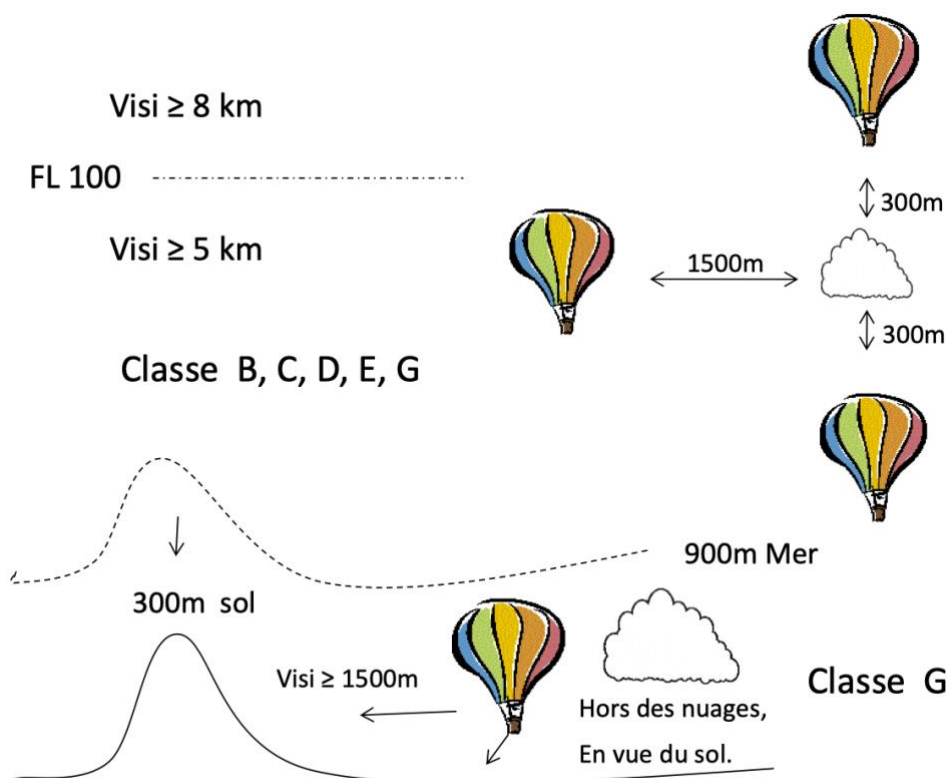 Visi ≥ 8 km
FL 100
300m
Visi ≥ 5 km
1500m
300m
Classe B, C, D, E, G
900m Mer
300m sol
Visi ≥ 1500m
Classe G
Hors des nuages,
En vue du sol.